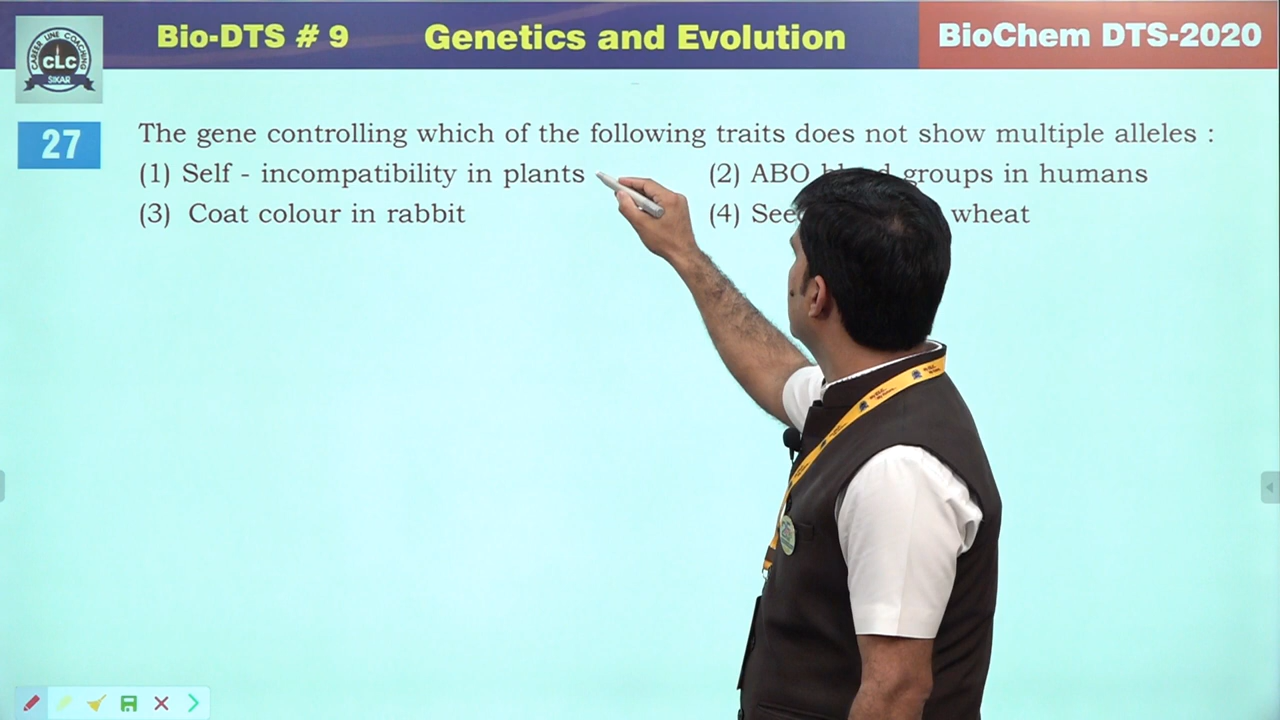 Bio-DTS # 9
Genetics and Evolution
BioChem DTS-2020
CAREER LINE COACHING
CLC
SIKAR
27
The gene controlling which of the following traits does not show multiple alleles :
(1) Self - incompatibility in plants
(2) ABO groups in humans
(3) Coat colour in rabbit
(4) wheat